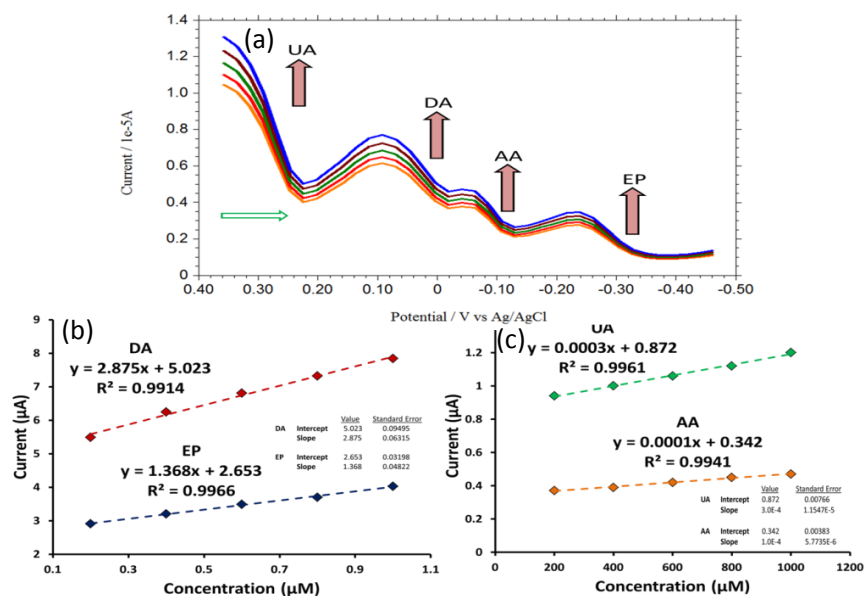 (a)
UA
DA
AA
EP
Current / 1e-5A
1.4
1.2
1.0
0.8
0.6
0.4
0.2
0
0.40 0.30 0.20 0.10 0 -0.10 -0.20 -0.30 -0.40 -0.50
Potential / V vs Ag/AgCl
(b)
DA
y = 2.875x + 5.023
R² = 0.9914
EP
y = 1.368x + 2.653
R² = 0.9966
Value Standard Error
DA Intercept 5.023 0.09495
Slope 2.875 0.06315
EP Intercept 2.653 0.03198
Slope 1.368 0.04822
Current (µA)
9
8
7
6
5
4
3
2
0.1 0.3 0.5 0.7 0.9 1.1
Concentration (µM)
(c)
UA
y = 0.0003x + 0.872
R² = 0.9961
AA
y = 0.0001x + 0.342
R² = 0.9941
Value Standard Error
UA Intercept 0.872 0.00766
Slope 3.0E-4 1.1547E-5
AA Intercept 0.342 0.00383
Slope 1.0E-4 5.7735E-6
Current (µA)
1.2
1
0.8
0.6
0.4
0.2
0
0 200 400 600 800 1000 1200
Concentration (µM)